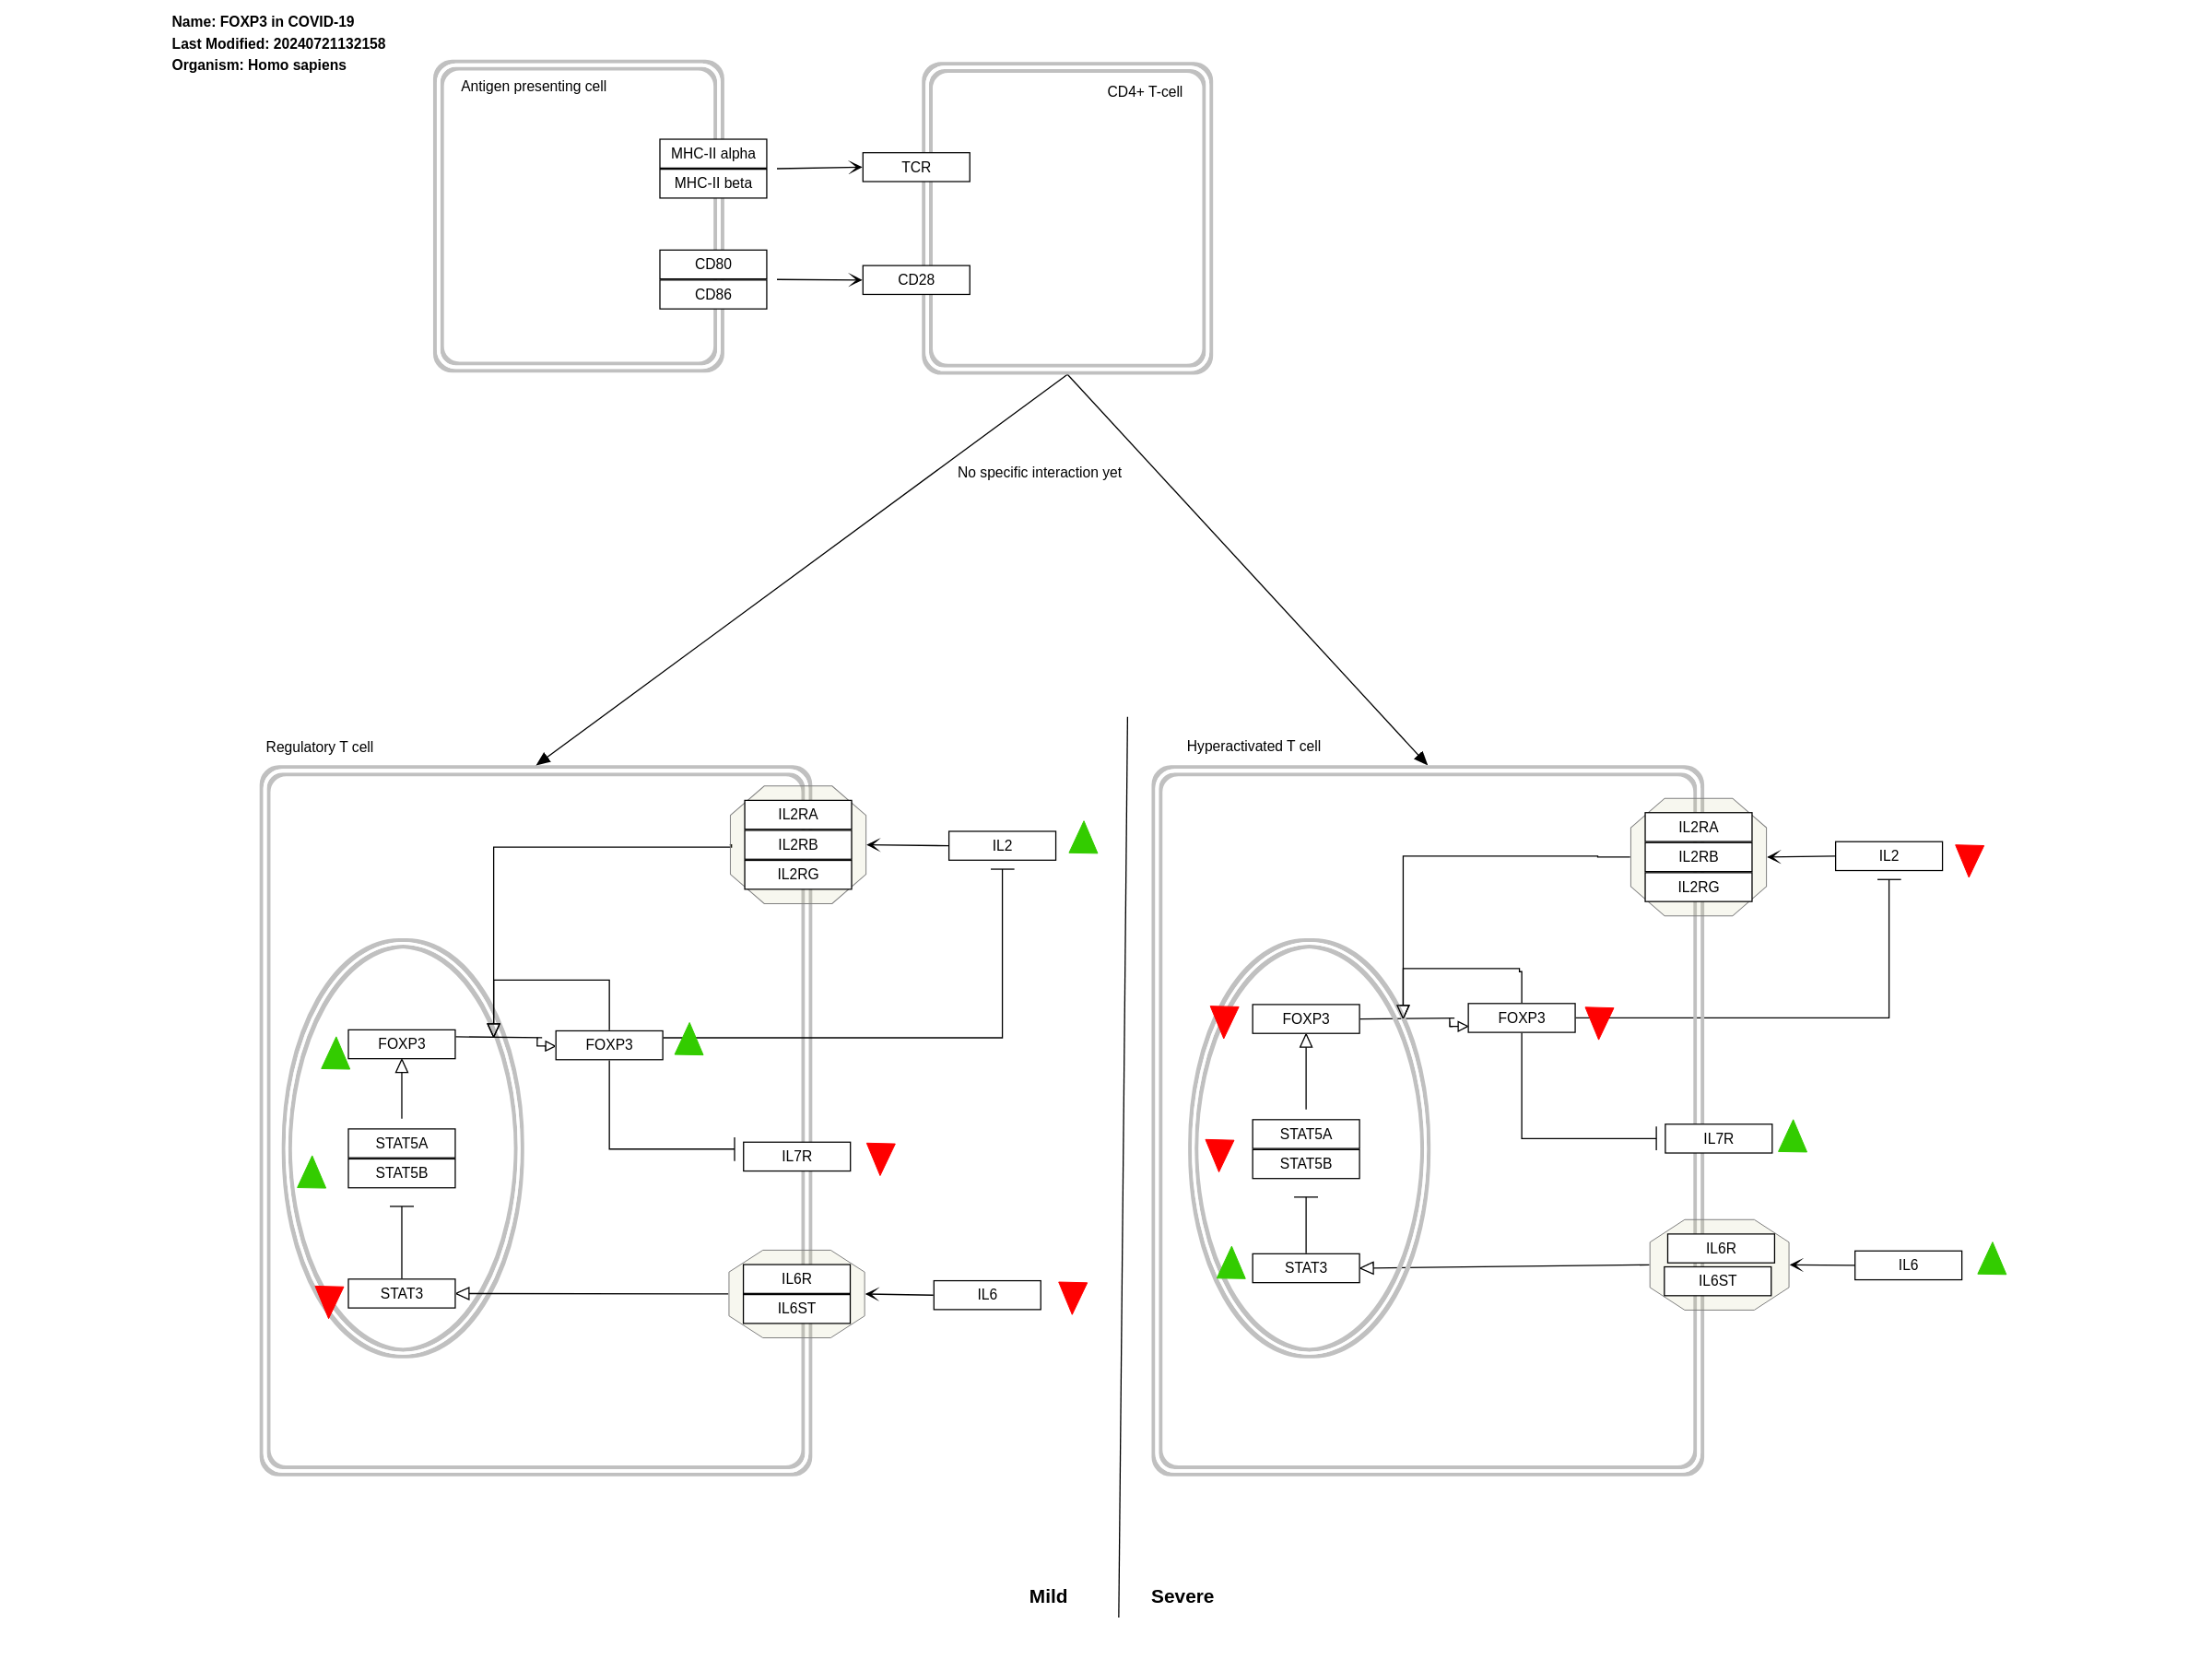 Name: FOXP3 in COVID-19
Last Modified: 20240721132158
Organism: Homo sapiens
Antigen presenting cell
CD4+ T-cell
MHC-II alpha
MHC-II beta
TCR
CD80
CD86
CD28
No specific interaction yet
Regulatory T cell
IL2RA
IL2RB
IL2RG
IL2
FOXP3
FOXP3
STAT5A
STAT5B
IL7R
STAT3
IL6R
IL6ST
IL6
Hyperactivated T cell
IL2RA
IL2RB
IL2RG
IL2
FOXP3
FOXP3
STAT5A
STAT5B
IL7R
STAT3
IL6R
IL6ST
IL6
Mild
Severe